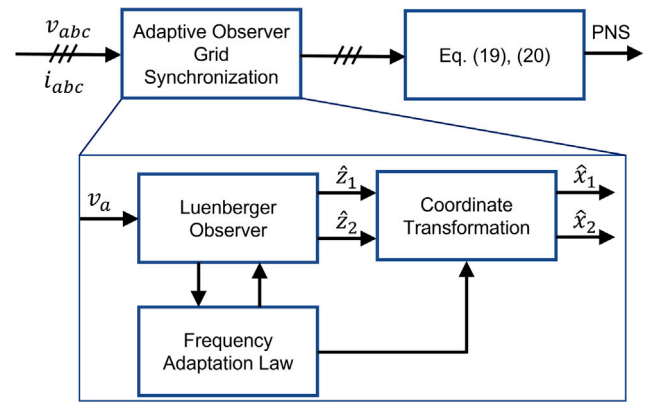 v_abc
i_abc
Adaptive Observer
Grid
Synchronization
Eq. (19), (20)
PNS
v_a
Luenberger
Observer
ẑ_1
ẑ_2
Coordinate
Transformation
x̂_1
x̂_2
Frequency
Adaptation Law